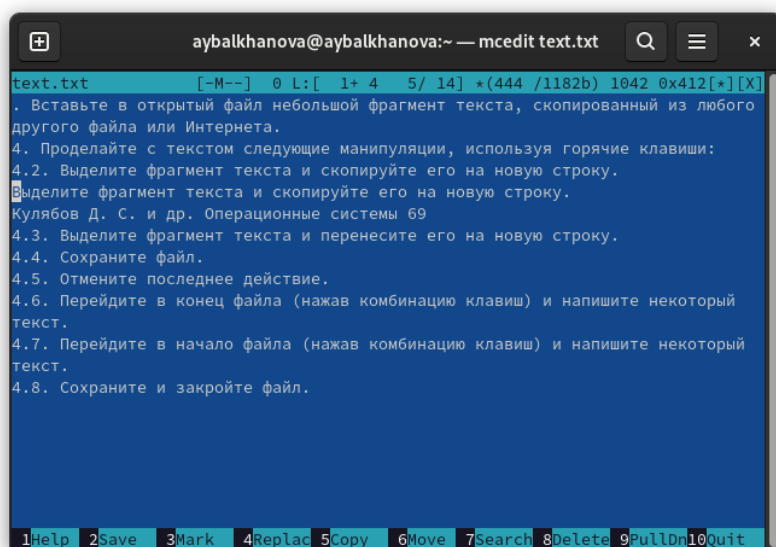 aybalkhanova@aybalkhanova:~ — mcedit text.txt
text.txt [-M--] 0 L:[ 1+ 4 5/ 14] *(444 /1182b) 1042 0x412[*][X]
. Вставьте в открытый файл небольшой фрагмент текста, скопированный из любого
другого файла или Интернета.
4. Проделайте с текстом следующие манипуляции, используя горячие клавиши:
4.2. Выделите фрагмент текста и скопируйте его на новую строку.
Выделите фрагмент текста и скопируйте его на новую строку.
Кулябов Д. С. и др. Операционные системы 69
4.3. Выделите фрагмент текста и перенесите его на новую строку.
4.4. Сохраните файл.
4.5. Отмените последнее действие.
4.6. Перейдите в конец файла (нажав комбинацию клавиш) и напишите некоторый
текст.
4.7. Перейдите в начало файла (нажав комбинацию клавиш) и напишите некоторый
текст.
4.8. Сохраните и закройте файл.
1Help 2Save 3Mark 4Replac 5Copy 6Move 7Search 8Delete 9PullDn 10Quit